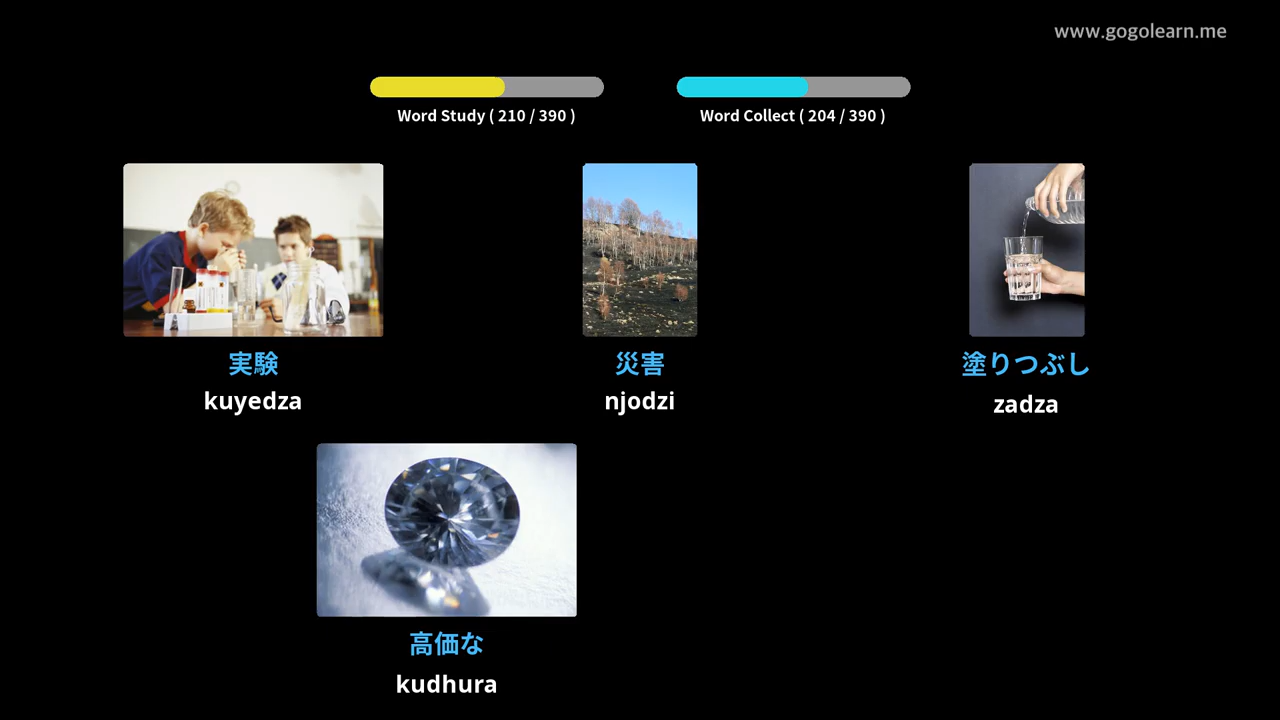 www.gogolearn.me
Word Study ( 210 / 390 )
Word Collect ( 204 / 390 )
実験
kuyedza
災害
njodzi
塗りつぶし
zadza
高価な
kudhura